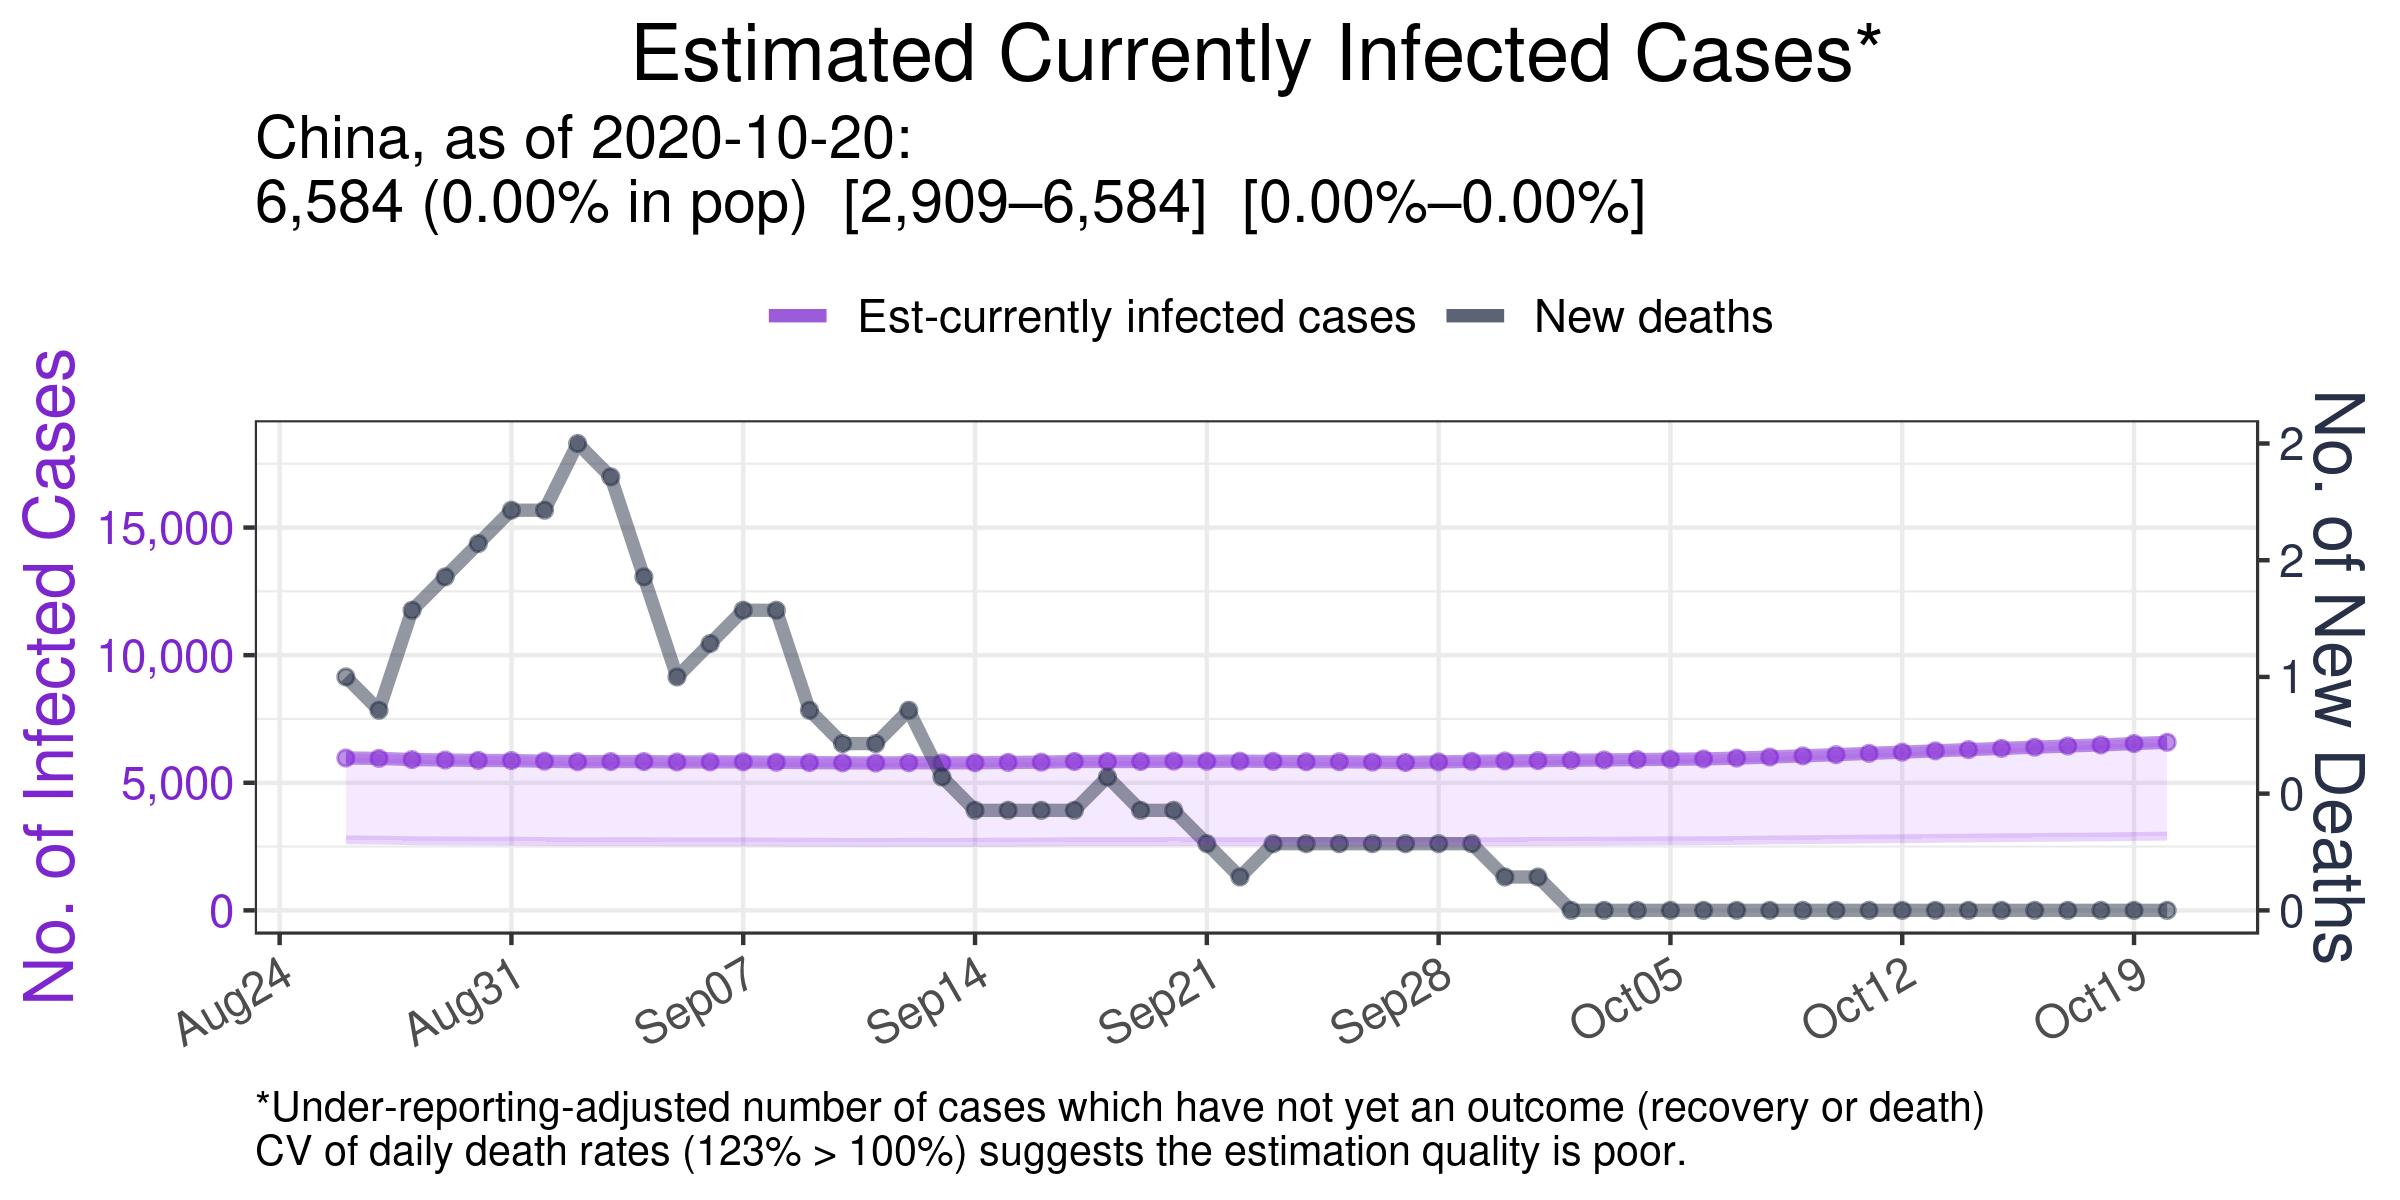 Estimated Currently Infected Cases*
China, as of 2020-10-20:
6,584 (0.00% in pop)  [2,909–6,584]  [0.00%–0.00%]
Est-currently infected cases
New deaths
No. of Infected Cases
15,000
10,000
5,000
0
2
2
1
0
0
No. of New Deaths
Aug24
Aug31
Sep07
Sep14
Sep21
Sep28
Oct05
Oct12
Oct19
*Under-reporting-adjusted number of cases which have not yet an outcome (recovery or death)
CV of daily death rates (123% > 100%) suggests the estimation quality is poor.